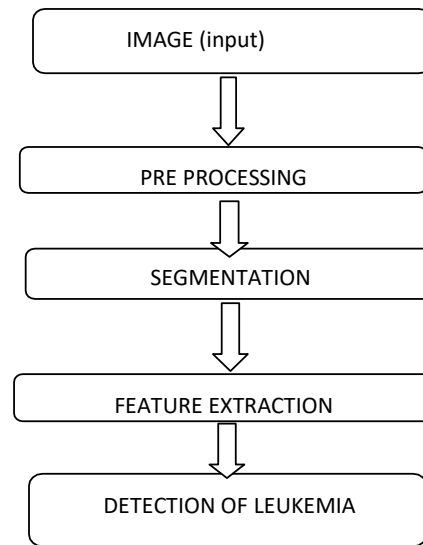 IMAGE (input)
PRE PROCESSING
SEGMENTATION
FEATURE EXTRACTION
DETECTION OF LEUKEMIA